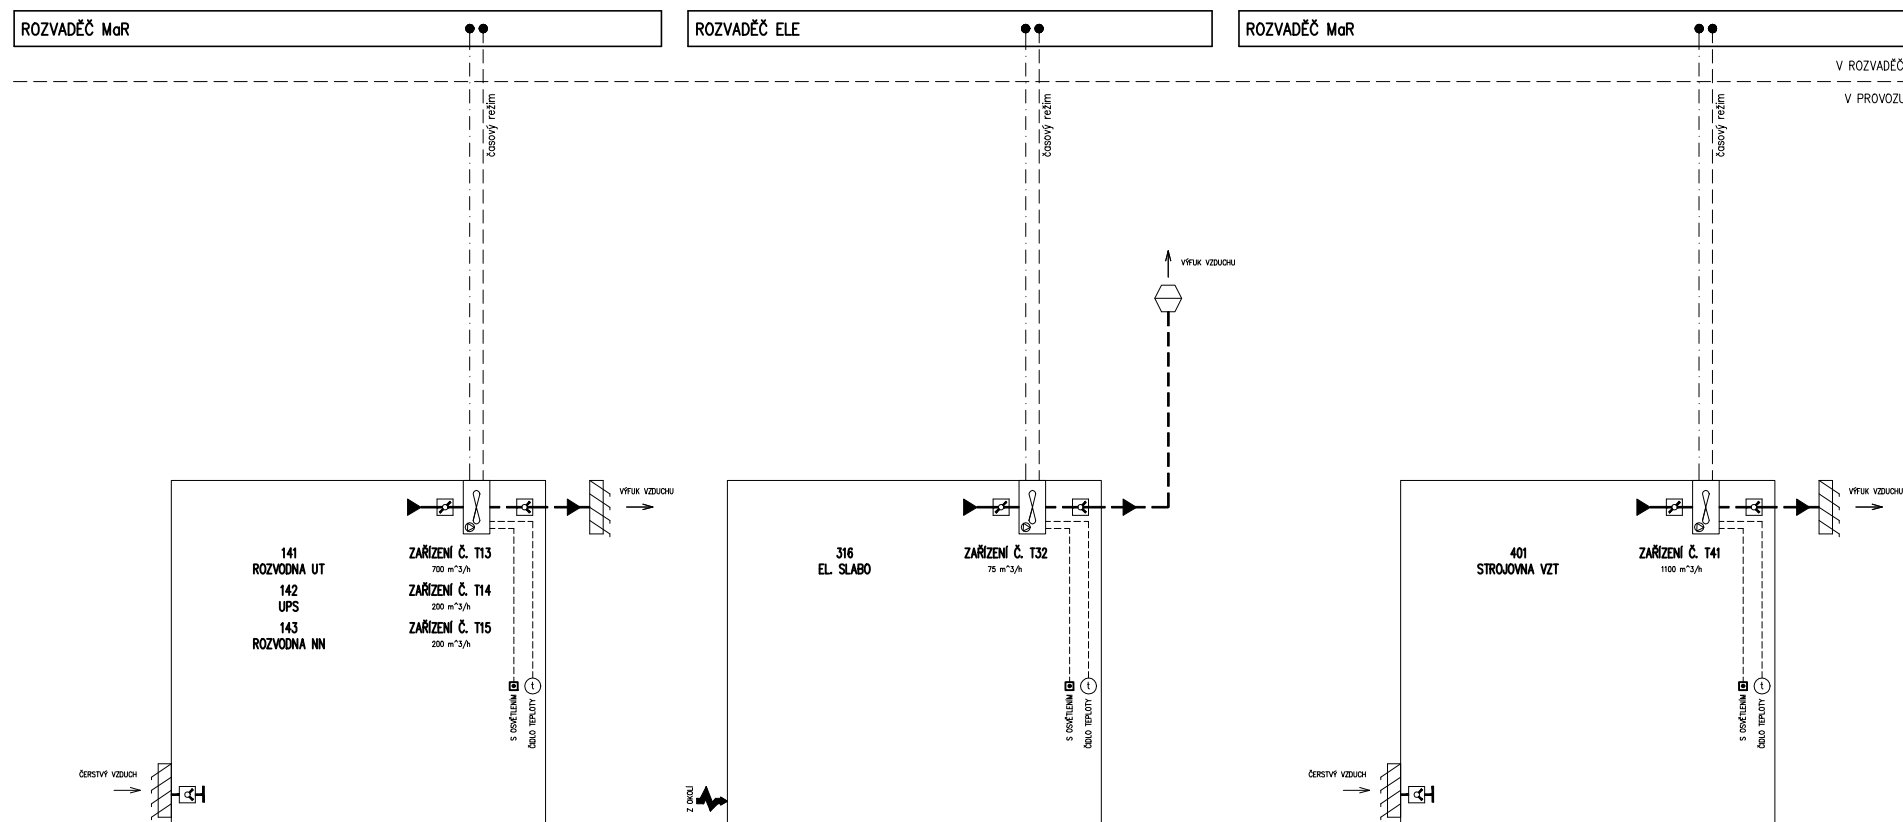 ROZVADĚČ MaR
ROZVADĚČ ELE
ROZVADĚČ MaR
V ROZVADĚČ
V PROVOZU
časový režim
časový režim
časový režim
VÝFUK VZDUCHU
VÝFUK VZDUCHU
VÝFUK VZDUCHU
141
ROZVODNA UT
142
UPS
143
ROZVODNA NN
ZAŘÍZENÍ Č. T13
700 m^3/h
ZAŘÍZENÍ Č. T14
200 m^3/h
ZAŘÍZENÍ Č. T15
200 m^3/h
S OSVĚTLENÍM
ČIDLO TEPLOTY
t
ČERSTVÝ VZDUCH
316
EL. SLABO
ZAŘÍZENÍ Č. T32
75 m^3/h
S OSVĚTLENÍM
ČIDLO TEPLOTY
t
Z OKOLÍ
401
STROJOVNA VZT
ZAŘÍZENÍ Č. T41
1100 m^3/h
S OSVĚTLENÍM
ČIDLO TEPLOTY
t
ČERSTVÝ VZDUCH